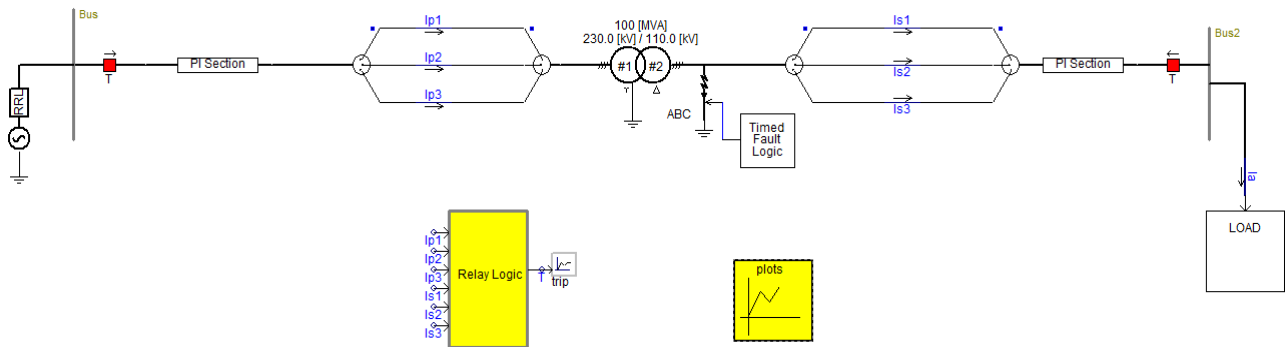 Bus
T
RRL
PI Section
Ip1
Ip2
Ip3
100 [MVA]
230.0 [kV] / 110.0 [kV]
#1
#2
ABC
Timed
Fault
Logic
Is1
Is2
Is3
PI Section
T
Bus2
Ia
LOAD
Ip1
Ip2
Ip3
Is1
Is2
Is3
Relay Logic
T
trip
plots